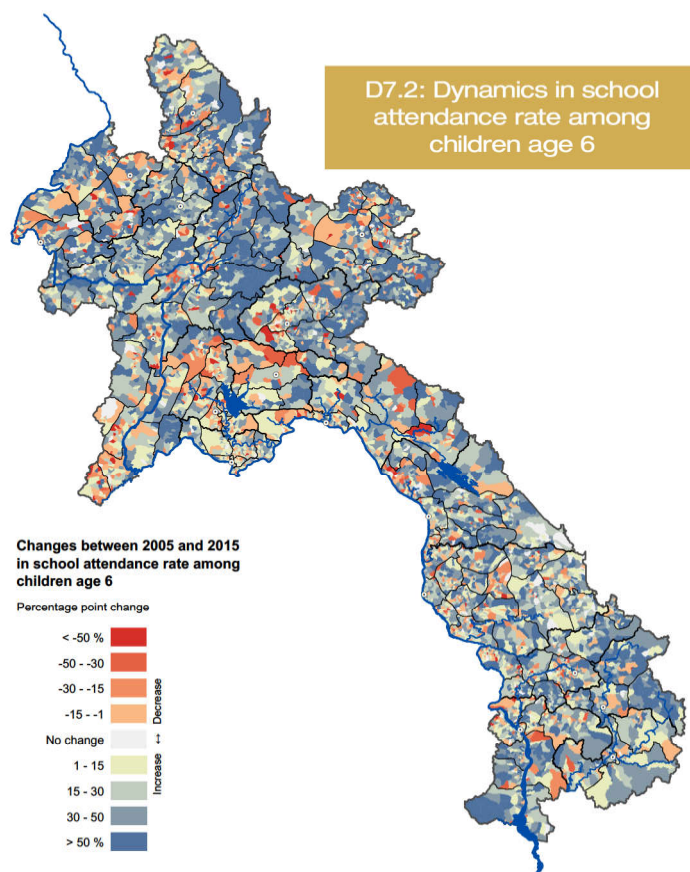 D7.2: Dynamics in school
attendance rate among
children age 6
Changes between 2005 and 2015
in school attendance rate among
children age 6
Percentage point change
< -50 %
-50 - -30
-30 - -15
-15 - -1
No change
1 - 15
15 - 30
30 - 50
> 50 %
Decrease
↔
Increase